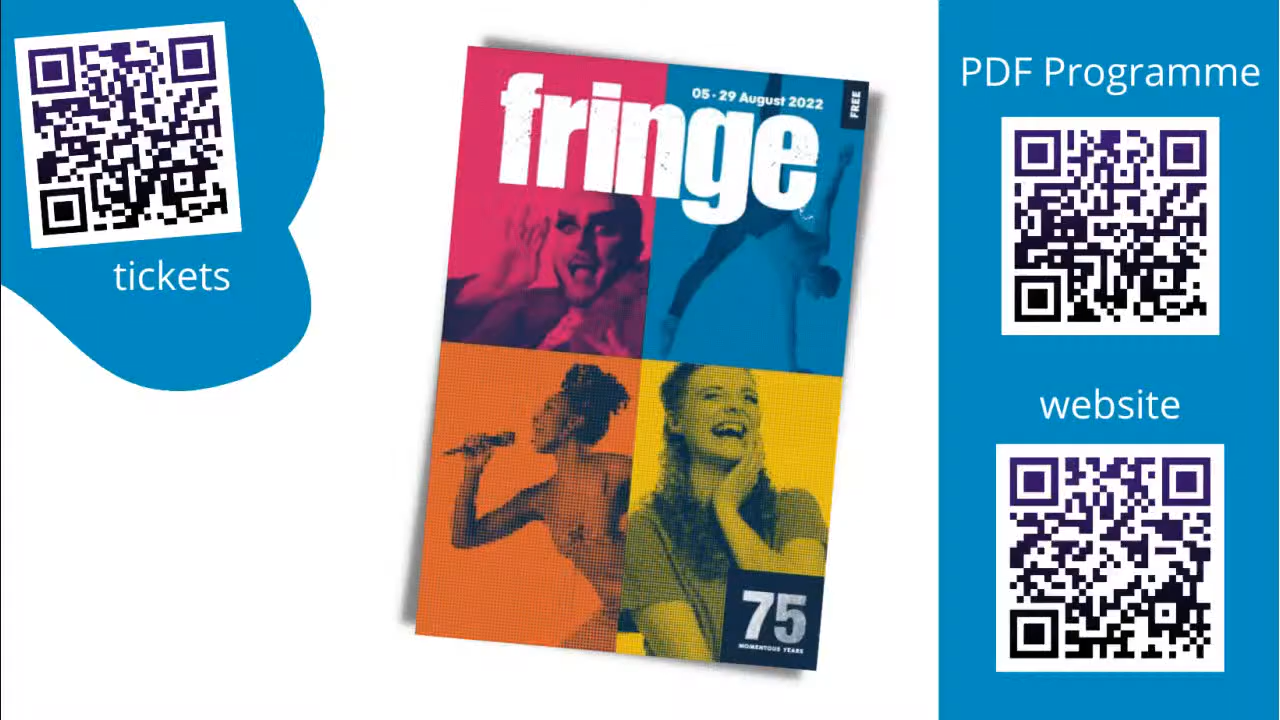 tickets
05 - 29 August 2022
FREE
fringe
75
MOMENTOUS YEARS
PDF Programme
website